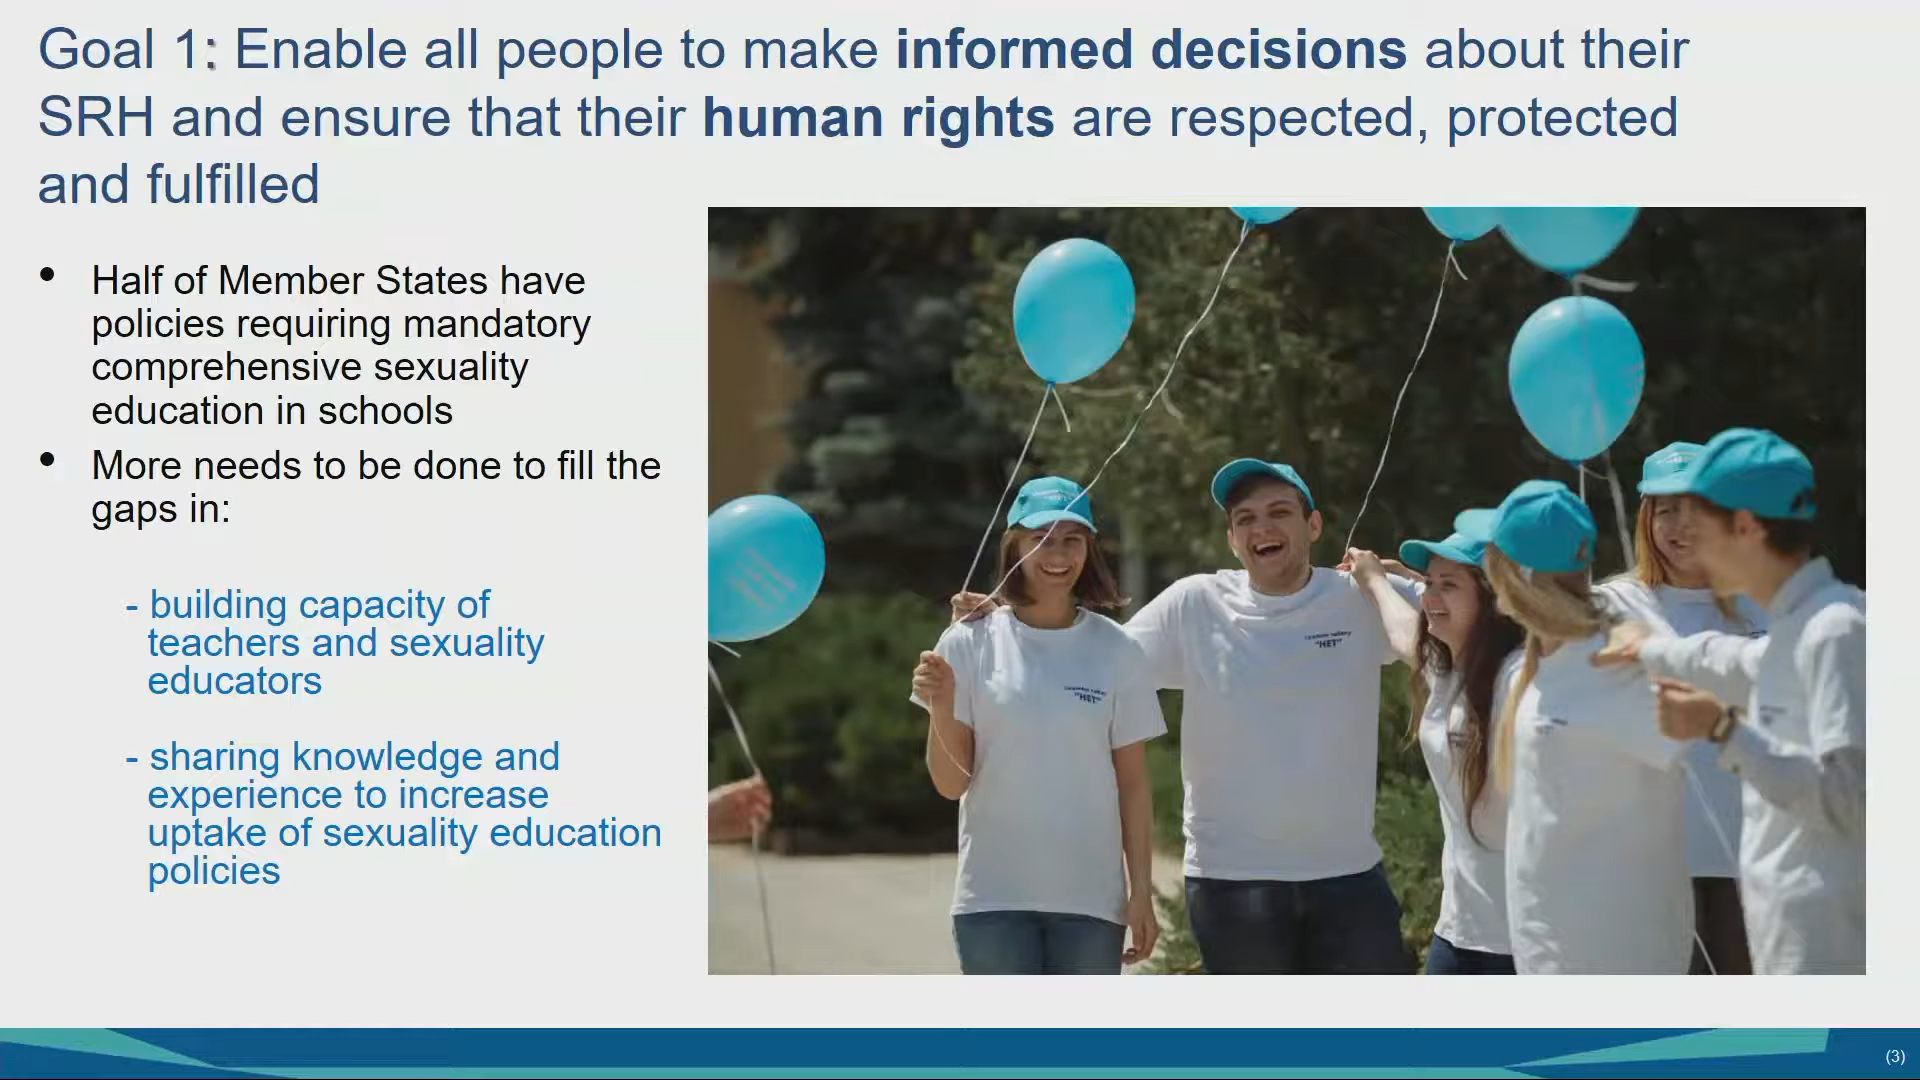 Goal 1: Enable all people to make informed decisions about their
SRH and ensure that their human rights are respected, protected
and fulfilled
• Half of Member States have
policies requiring mandatory
comprehensive sexuality
education in schools
• More needs to be done to fill the
gaps in:
- building capacity of
teachers and sexuality
educators
- sharing knowledge and
experience to increase
uptake of sexuality education
policies
"НЕТ"
"НЕТ"
(3)